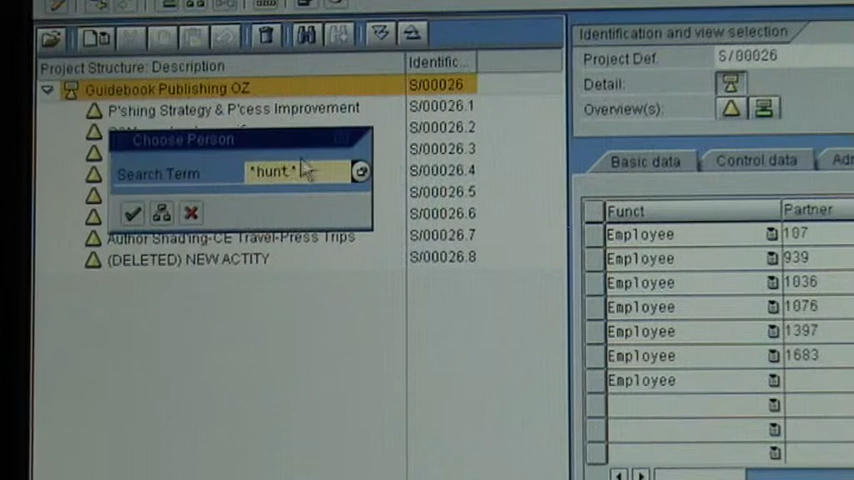 Project Structure: Description
Identific...
Guidebook Publishing OZ
S/00026
P'shing Strategy & P'cess Improvement
S/00026.1
S/00026.2
S/00026.3
S/00026.4
S/00026.5
S/00026.6
Author Shad'ing-CE Travel-Press Trips
S/00026.7
(DELETED) NEW ACTITY
S/00026.8
Choose Person
Search Term
*hunt*
Identification and view selection
Project Def.
S/00026
Detail:
Overview(s):
Basic data
Control data
Funct
Partner
Employee
107
Employee
939
Employee
1036
Employee
1076
Employee
1397
Employee
1683
Employee